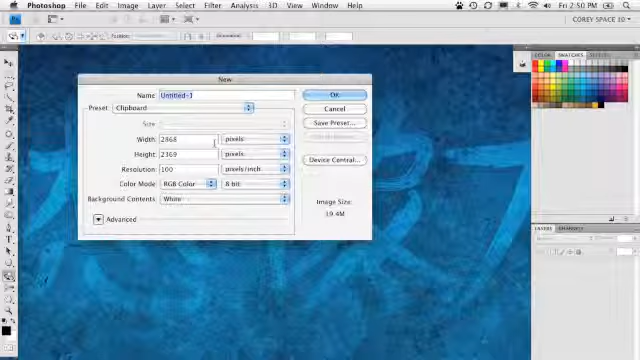 Photoshop File Edit Image Layer Select Filter Analysis 3D View Window Help Fri 2:50 PM
COREY SPACE 10
New
Name Untitled-1 OK
Preset: Clipboard Cancel
Size: Save Preset...
Width: 2868 pixels
Height: 2369 pixels Device Central...
Resolution: 100 pixels/inch
Color Mode: RGB Color 8 bit
Background Contents: White
Image Size:
19.4M
Advanced
COLOR SWATCHES
LAYERS CHANNELS